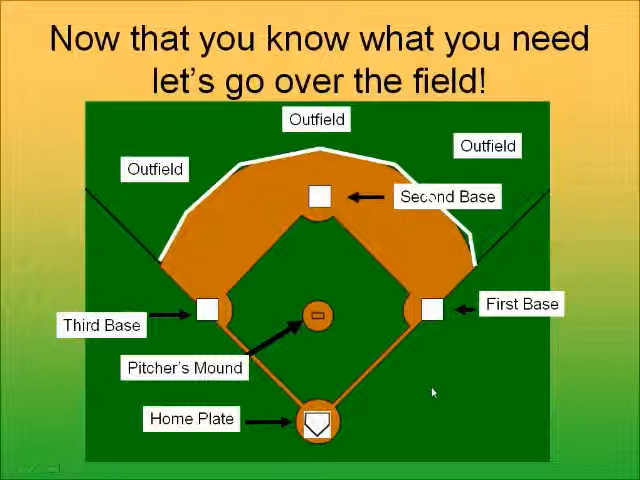 Now that you know what you need
let's go over the field!
Outfield
Outfield
Outfield
Second Base
First Base
Third Base
Pitcher's Mound
Home Plate